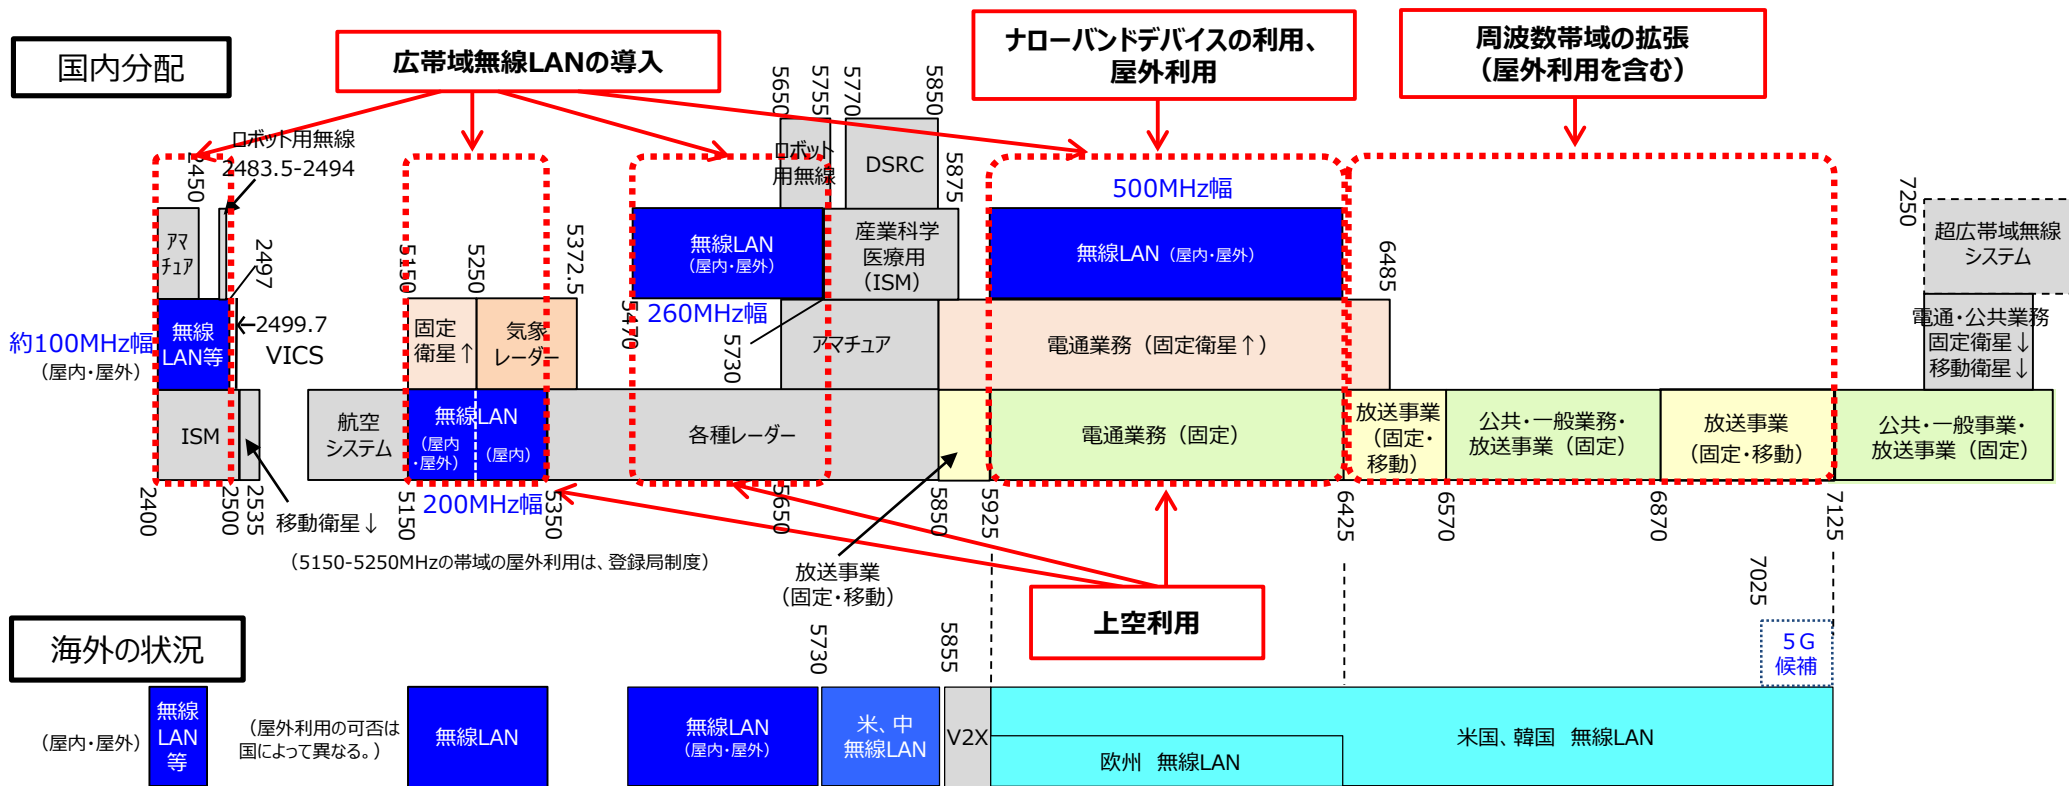 国内分配
広帯域無線LANの導入
ナローバンドデバイスの利用、
屋外利用
周波数帯域の拡張
（屋外利用を含む）
ロボット用無線
2483.5-2494
2450
2497
アマ
チュア
約100MHz幅
（屋内・屋外）
無線
LAN等
←2499.7
VICS
ISM
2400
2500
2535
移動衛星↓
5150
5250
5372.5
固定
衛星↑
気象
レーダー
航空
システム
無線LAN
（屋内
・屋外）
（屋内）
5150
200MHz幅
5350
（5150-5250MHzの帯域の屋外利用は、登録局制度）
5650
5755
5770
5850
ロボット
用無線
DSRC
5875
無線LAN
（屋内・屋外）
産業科学
医療用
（ISM）
5470
260MHz幅
5730
アマチュア
各種レーダー
5650
5850
5925
放送事業
（固定・移動）
500MHz幅
無線LAN（屋内・屋外）
6485
電通業務（固定衛星↑）
電通業務（固定）
放送事業
（固定・
移動）
公共・一般業務・
放送事業（固定）
放送事業
（固定・移動）
公共・一般事業・
放送事業（固定）
7250
超広帯域無線
システム
電通・公共業務
固定衛星↓
移動衛星↓
6425
6570
6870
7125
上空利用
海外の状況
5730
5855
7025
5G
候補
（屋内・屋外）
無線
LAN
等
（屋外利用の可否は
国によって異なる。）
無線LAN
無線LAN
（屋内・屋外）
米、中
無線LAN
V2X
欧州　無線LAN
米国、韓国　無線LAN